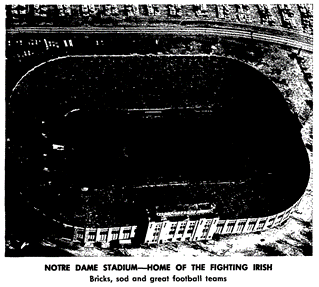 NOTRE DAME STADIUM—HOME OF THE FIGHTING IRISH
Bricks, sod and great football teams